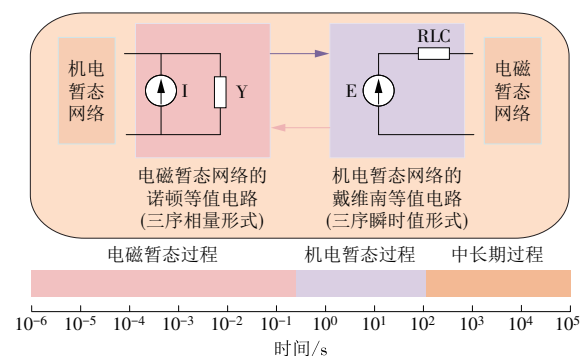 机电
暂态
网络
I
Y
RLC
E
电磁
暂态
网络
电磁暂态网络的
诺顿等值电路
(三序相量形式)
机电暂态网络的
戴维南等值电路
(三序瞬时值形式)
电磁暂态过程
机电暂态过程
中长期过程
10⁻⁶ 10⁻⁵ 10⁻⁴ 10⁻³ 10⁻² 10⁻¹ 10⁰ 10¹ 10² 10³ 10⁴ 10⁵
时间/s